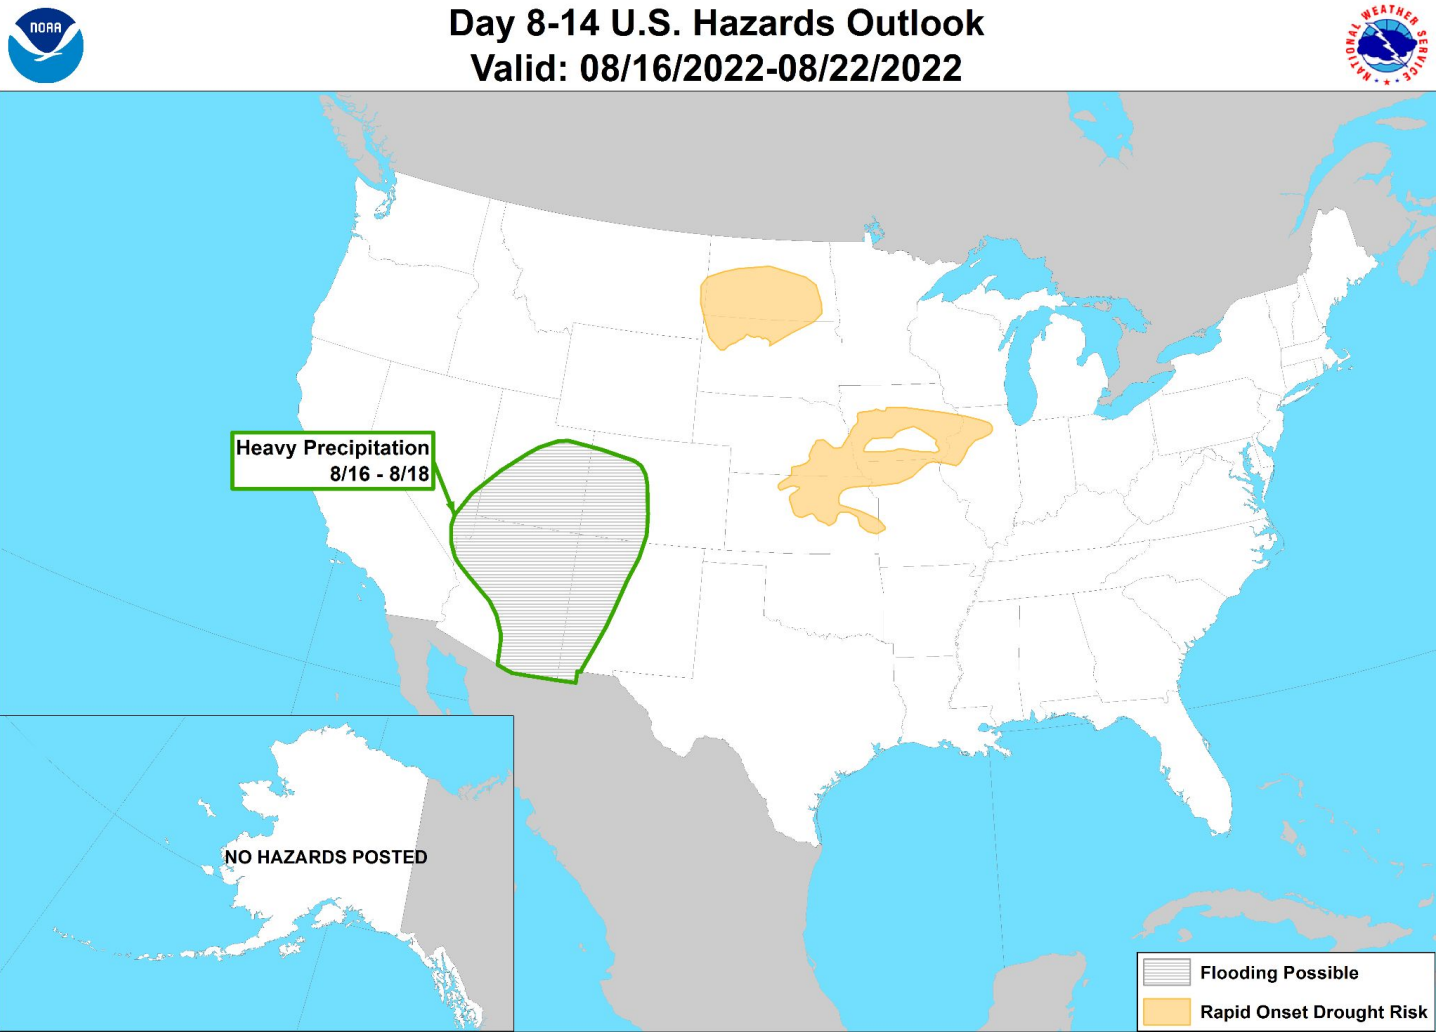 NOAA
Day 8-14 U.S. Hazards Outlook
Valid: 08/16/2022-08/22/2022
NATIONAL WEATHER SERVICE
Heavy Precipitation
8/16 - 8/18
NO HAZARDS POSTED
Flooding Possible
Rapid Onset Drought Risk